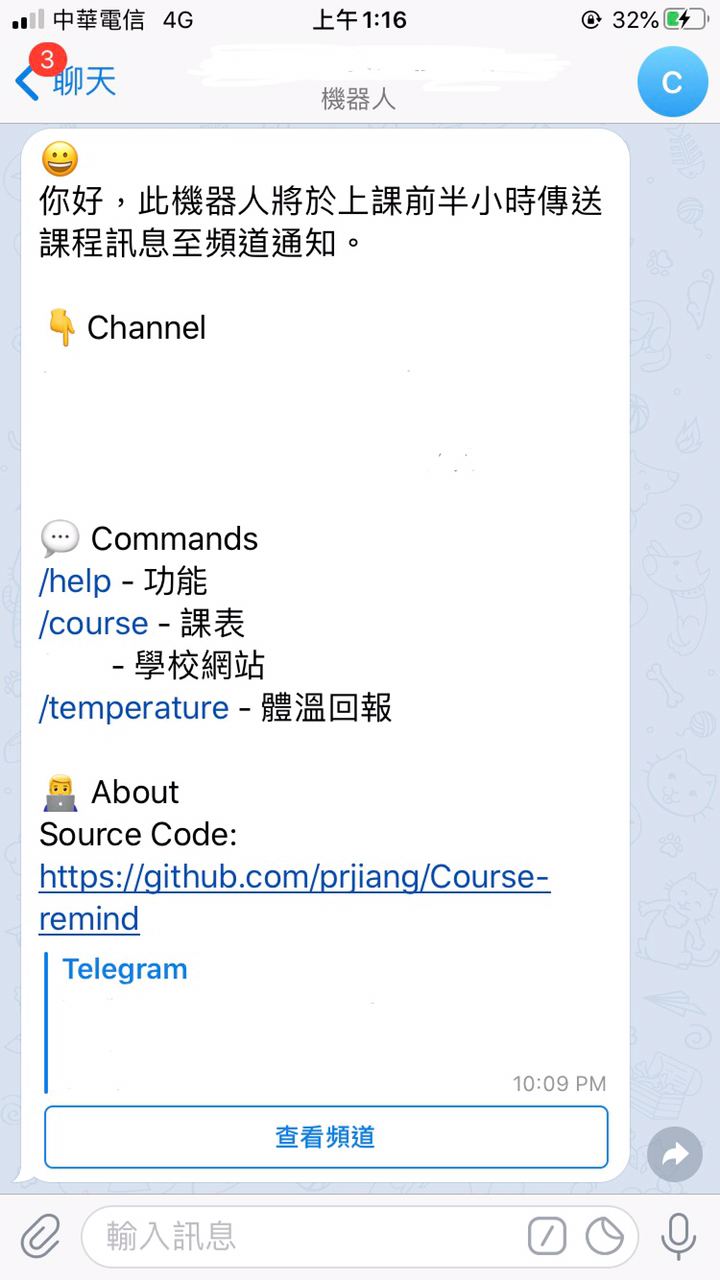 中華電信 4G 上午1:16 32%
3
聊天
機器人
C
你好，此機器人將於上課前半小時傳送
課程訊息至頻道通知。
Channel
Commands
/help - 功能
/course - 課表
- 學校網站
/temperature - 體溫回報
About
Source Code:
https://github.com/prjiang/Course-
remind
Telegram
10:09 PM
查看頻道
輸入訊息